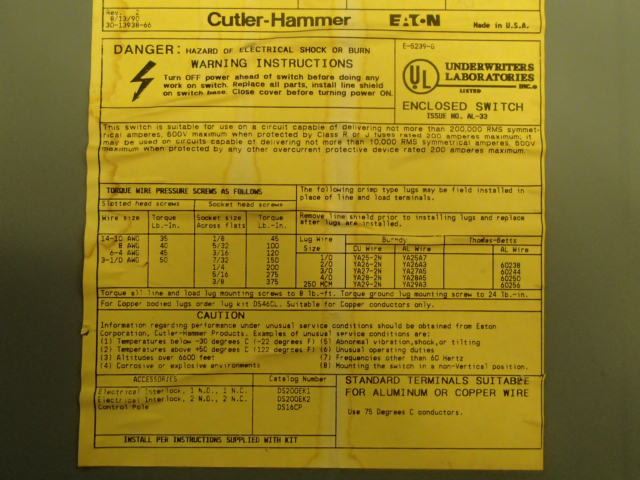 Rev. 2
8/13/90
30-13938-66
Cutler-Hammer
EATON
Made in U.S.A.
DANGER: HAZARD OF ELECTRICAL SHOCK OR BURN
WARNING INSTRUCTIONS
Turn OFF power ahead of switch before doing any
work on switch. Replace all parts, install line shield
on switch base. Close cover before turning power ON.
E-5239-G
UL
UNDERWRITERS
LABORATORIES
INC.®
LISTED
ENCLOSED SWITCH
ISSUE NO. AL-33
This switch is suitable for use on a circuit capable of delivering not more than 200,000 RMS symmet-
rical amperes, 600V maximum when protected by Class R or J fuses rated 200 amperes maximum; it
may be used on circuits capable of delivering not more than 10,000 RMS symmetrical amperes, 600V
maximum when protected by any other overcurrent protective device rated 200 amperes maximum.
TORQUE WIRE PRESSURE SCREWS AS FOLLOWS
Slotted head screws Socket head screws
Wire size Torque Lb.-In. Socket size Across flats Torque Lb.-In.
14-10 AWG 35 1/8 45
8 AWG 40 5/32 100
6-4 AWG 45 3/16 120
3-1/0 AWG 50 7/32 150
1/4 200
5/16 275
3/8 375
The following crimp type lugs may be field installed in
place of line and load terminals.
Remove line shield prior to installing lugs and replace
after lugs are installed.
Lug Wire Size Burndy Thomas-Betts
CU Wire AL Wire AL Wire
1/0 YA25-2N YA25A7
2/0 YA26-2N YA26A3 60238
3/0 YA27-2N YA27A5 60244
4/0 YA28-2N YA28A5 60250
250 MCM YA29-2N YA29A3 60256
Torque all line and load lug mounting screws to 8 lb.-ft. Torque ground lug mounting screw to 24 lb.-in.
For Copper bodied lugs order lug kit DS46CL. Suitable for Copper conductors only.
CAUTION
Information regarding performance under unusual service conditions should be obtained from Eaton
Corporation, Cutler-Hammer Products. Examples of unusual service conditions are:
(1) Temperatures below -30 degrees C (-22 degrees F) (5) Abnormal vibration,shock,or tilting
(2) Temperatures above +50 degrees C (122 degrees F) (6) Unusual operating duties
(3) Altitudes over 6600 feet (7) Frequencies other than 60 Hertz
(4) Corrosive or explosive environments (8) Mounting the switch in a non-Vertical position.
ACCESSORIES Catalog Number
Electrical Interlock, 1 N.O., 1 N.C. DS200EK1
Electrical Interlock, 2 N.O., 2 N.C. DS200EK2
Control Pole DS16CP
INSTALL PER INSTRUCTIONS SUPPLIED WITH KIT
STANDARD TERMINALS SUITABLE
FOR ALUMINUM OR COPPER WIRE
Use 75 Degrees C conductors.